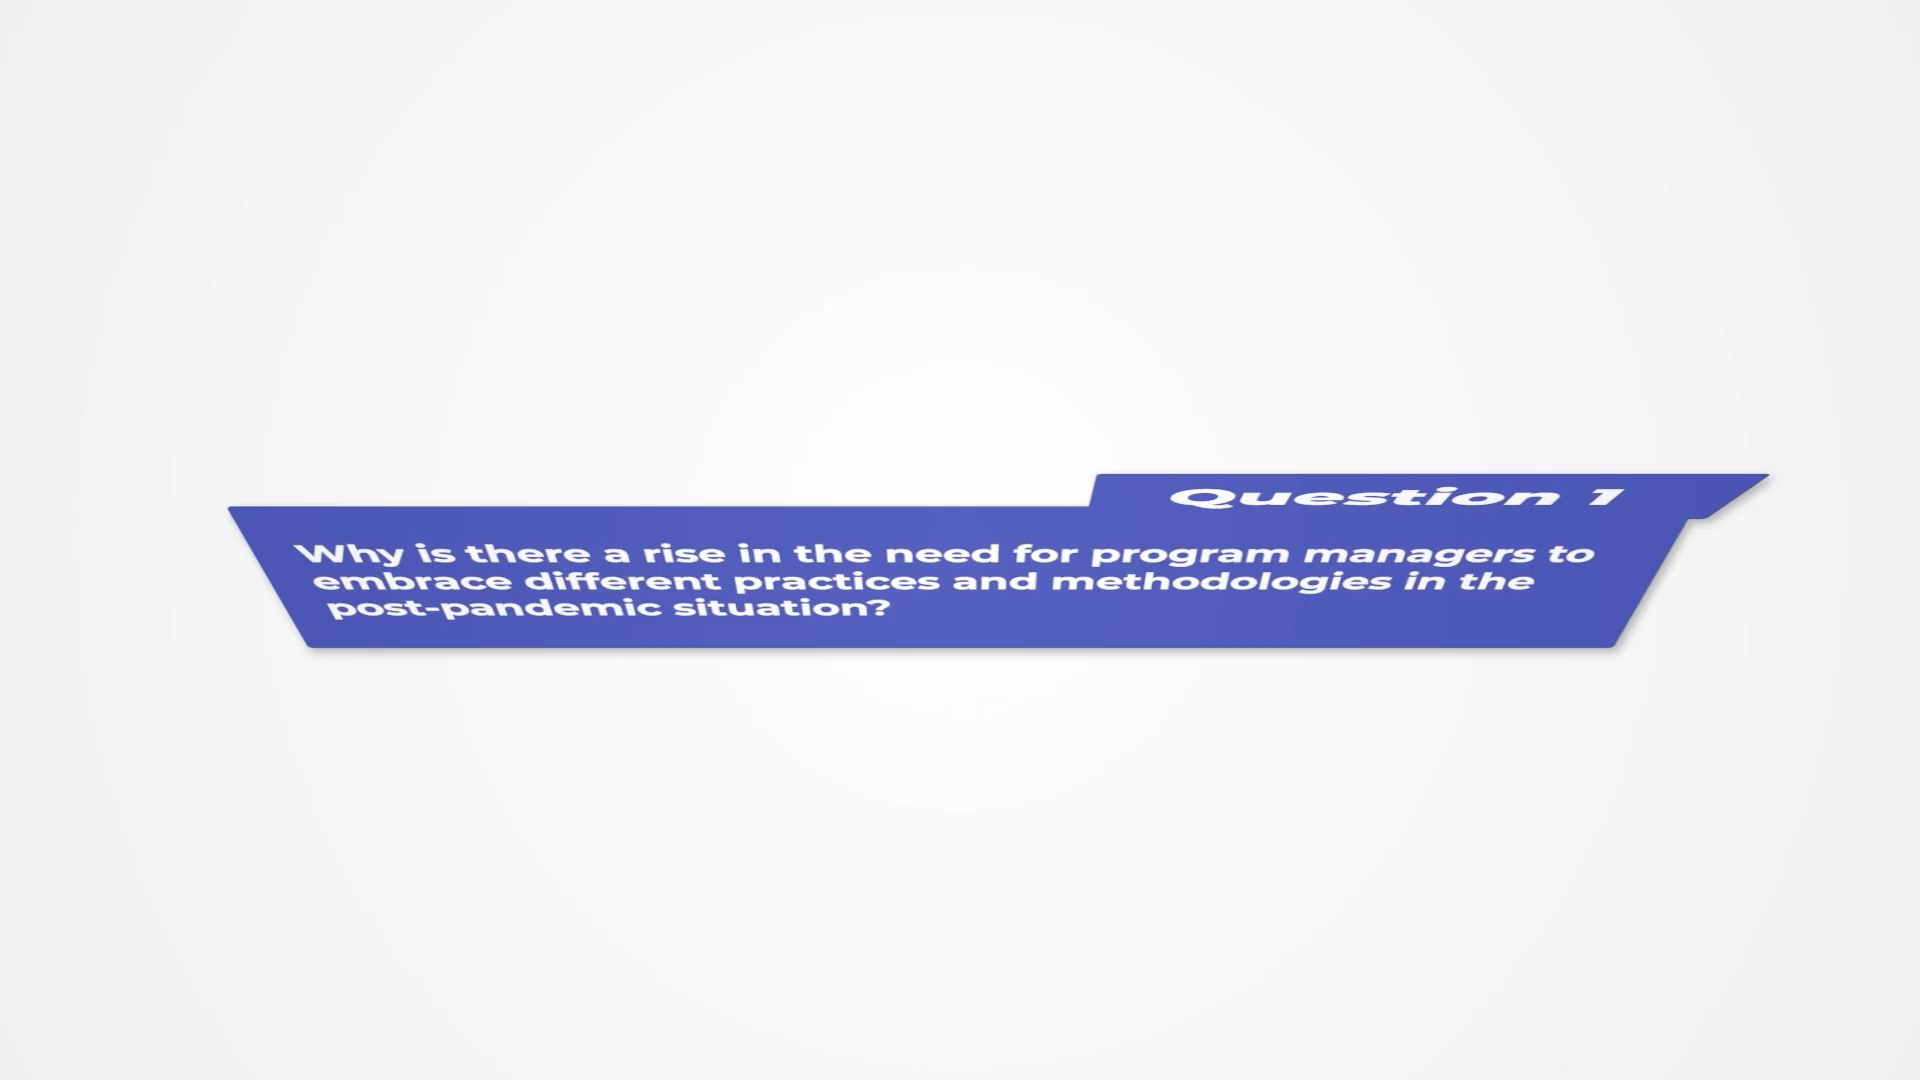 Question 1
Why is there a rise in the need for program managers to
embrace different practices and methodologies in the
post-pandemic situation?